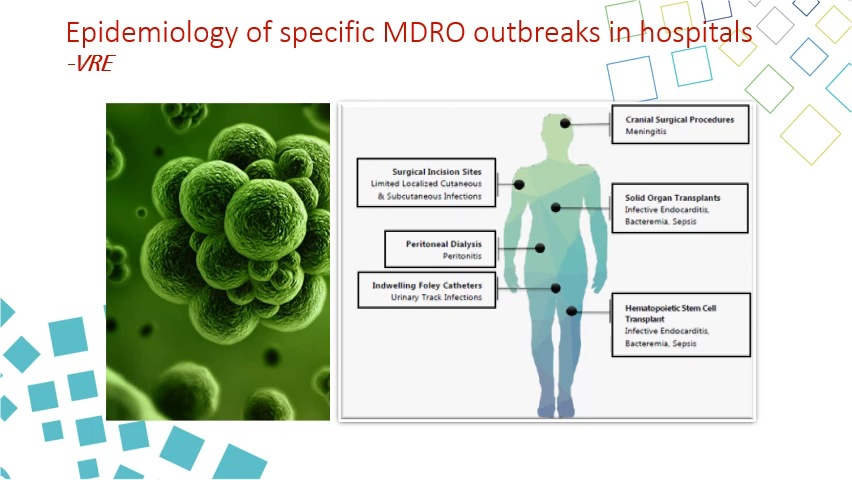 Epidemiology of specific MDRO outbreaks in hospitals
-VRE
Cranial Surgical Procedures
Meningitis
Surgical Incision Sites
Limited Localized Cutaneous
& Subcutaneous Infections
Solid Organ Transplants
Infective Endocarditis,
Bacteremia, Sepsis
Peritoneal Dialysis
Peritonitis
Indwelling Foley Catheters
Urinary Track Infections
Hematopoietic Stem Cell
Transplant
Infective Endocarditis,
Bacteremia, Sepsis